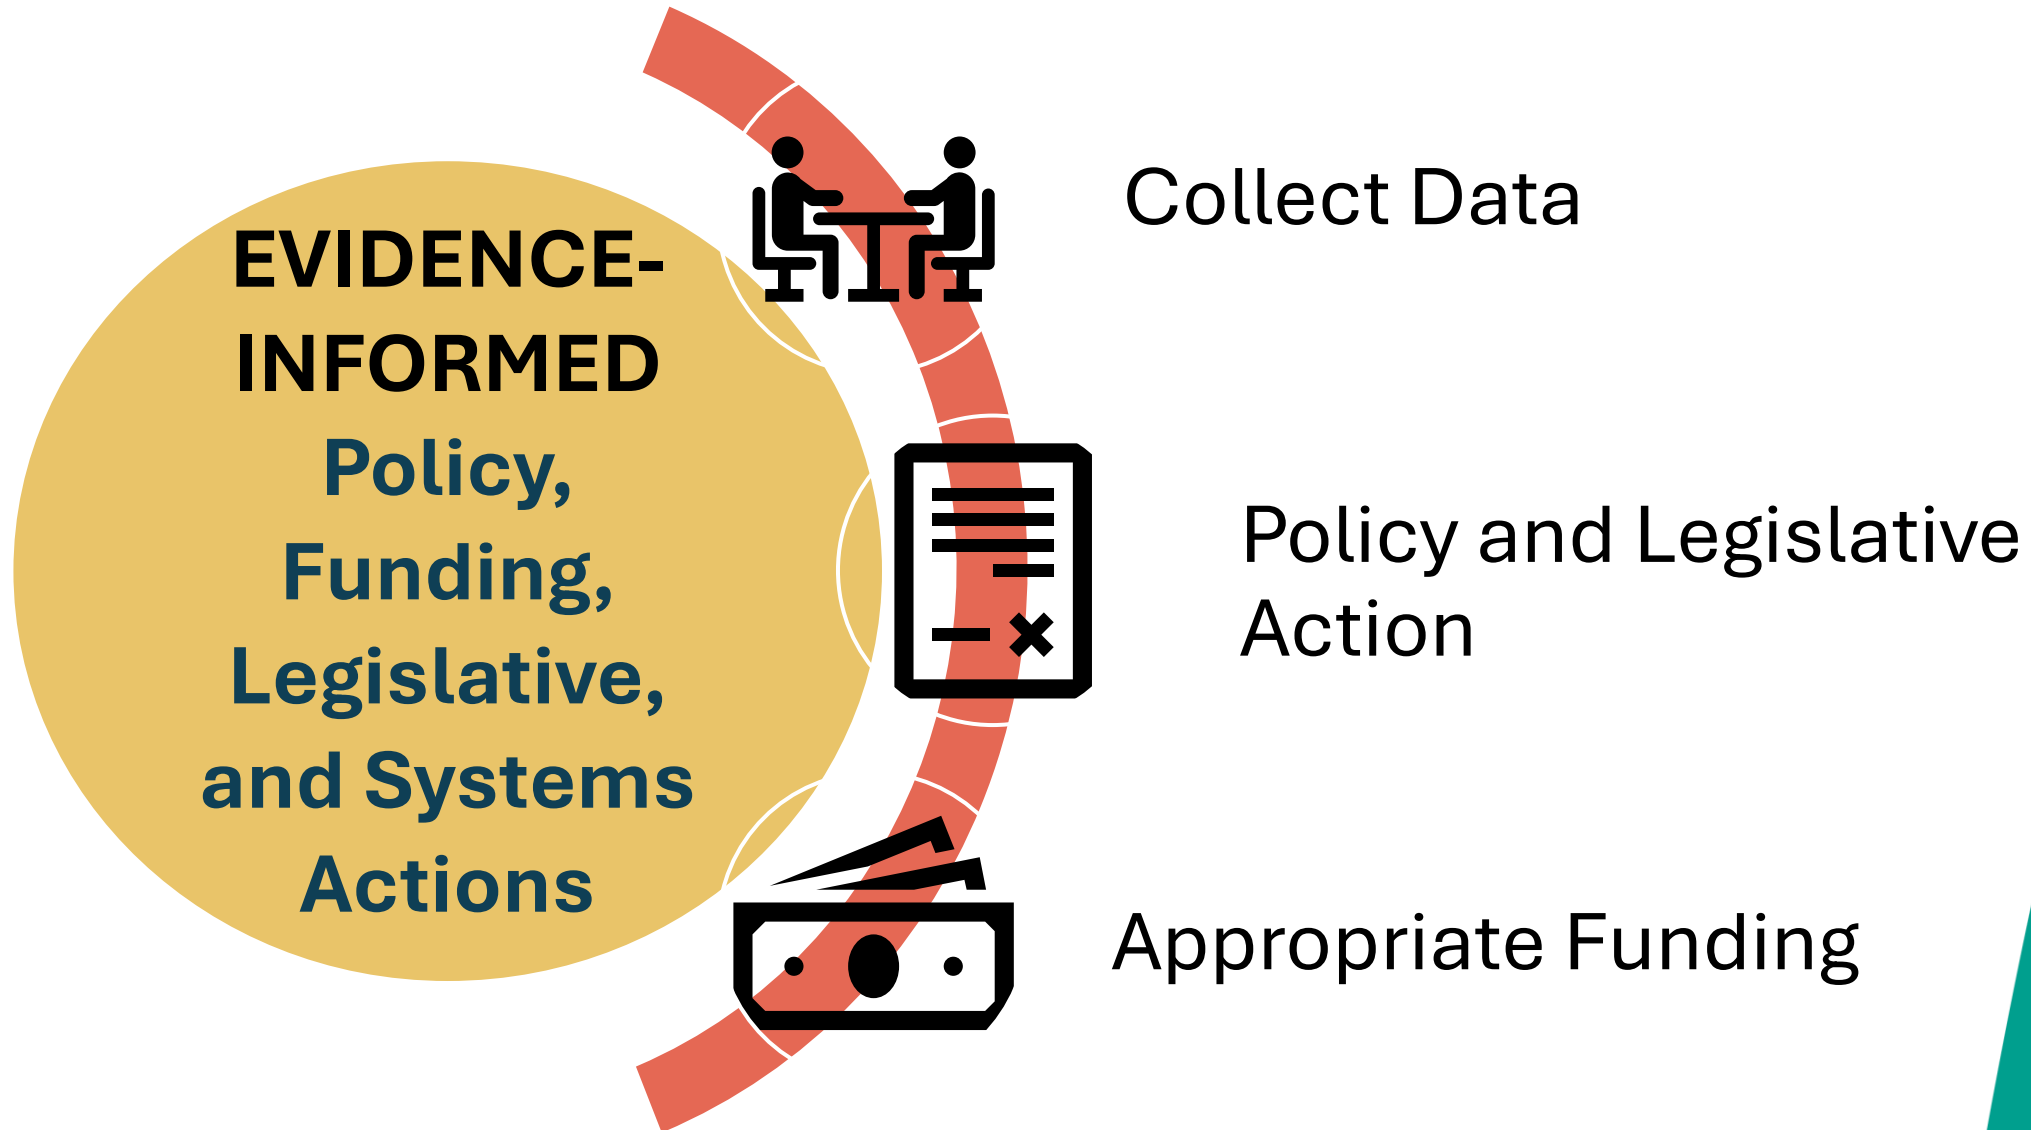 EVIDENCE-
INFORMED
Policy,
Funding,
Legislative,
and Systems
Actions
Collect Data
Policy and Legislative
Action
Appropriate Funding